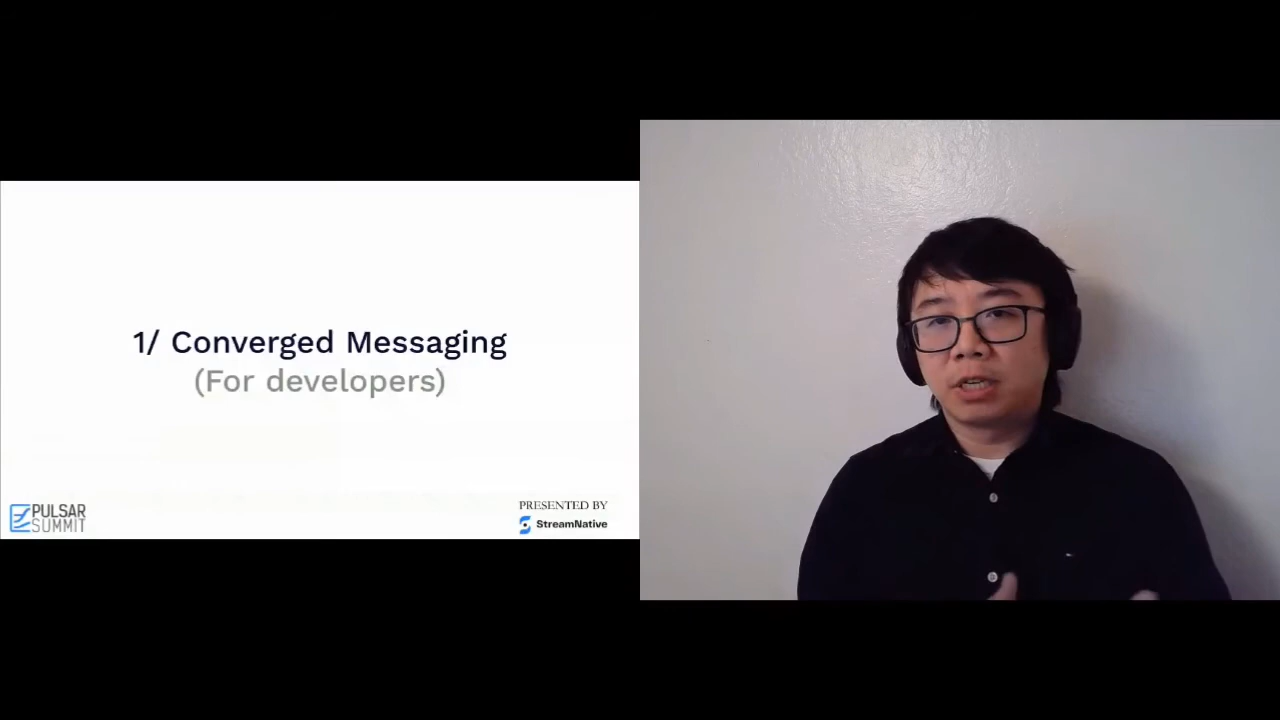 1/ Converged Messaging
(For developers)
PULSAR
SUMMIT
PRESENTED BY
StreamNative